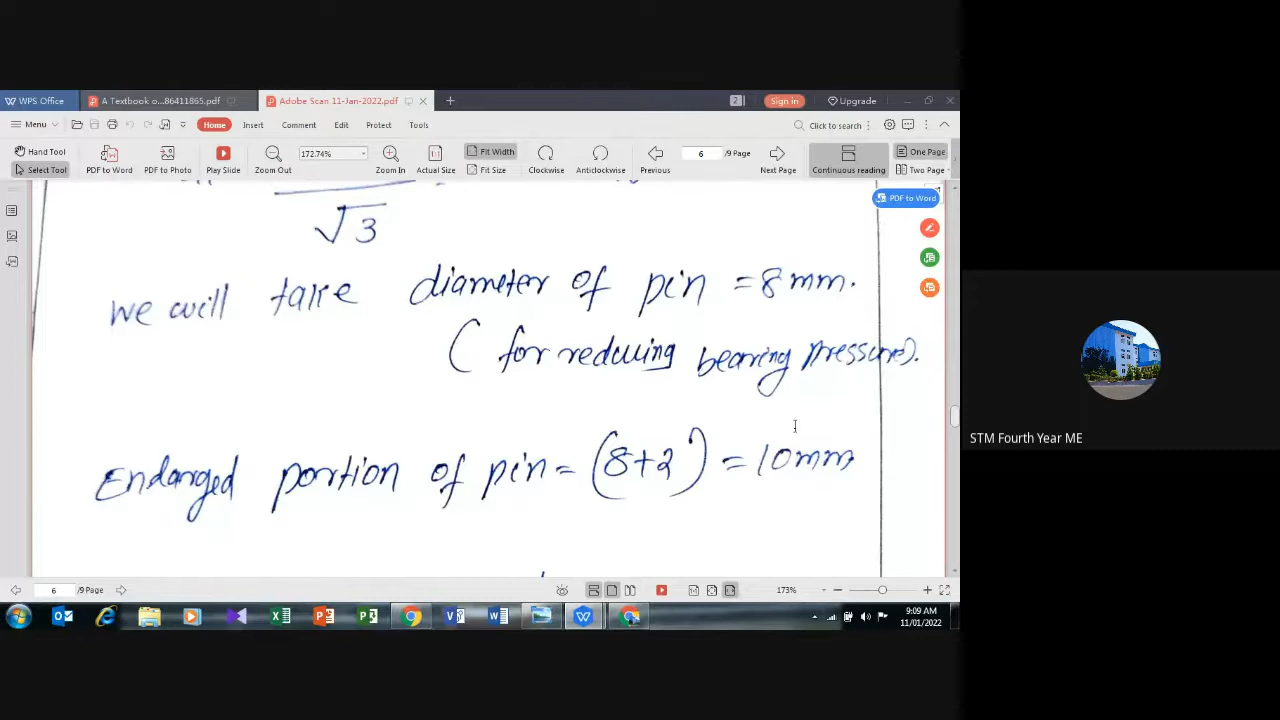 WPS Office
A Textbook o...86411865.pdf
Adobe Scan 11-Jan-2022.pdf
2
Sign in
Upgrade
Menu
Home
Insert
Comment
Edit
Protect
Tools
Click to search
Hand Tool
Select Tool
PDF to Word
PDF to Photo
Play Slide
Zoom Out
172.74%
Zoom In
Actual Size
Fit Width
Fit Size
Clockwise
Anticlockwise
Previous
6 /9 Page
Next Page
Continuous reading
One Page
Two Page
PDF to Word
√3
We will take diameter of pin = 8 mm.
( for reducing bearing pressure).
Endarged portion of pin = (8+2) = 10mm
STM Fourth Year ME
6 /9 Page
173%
9:09 AM
11/01/2022